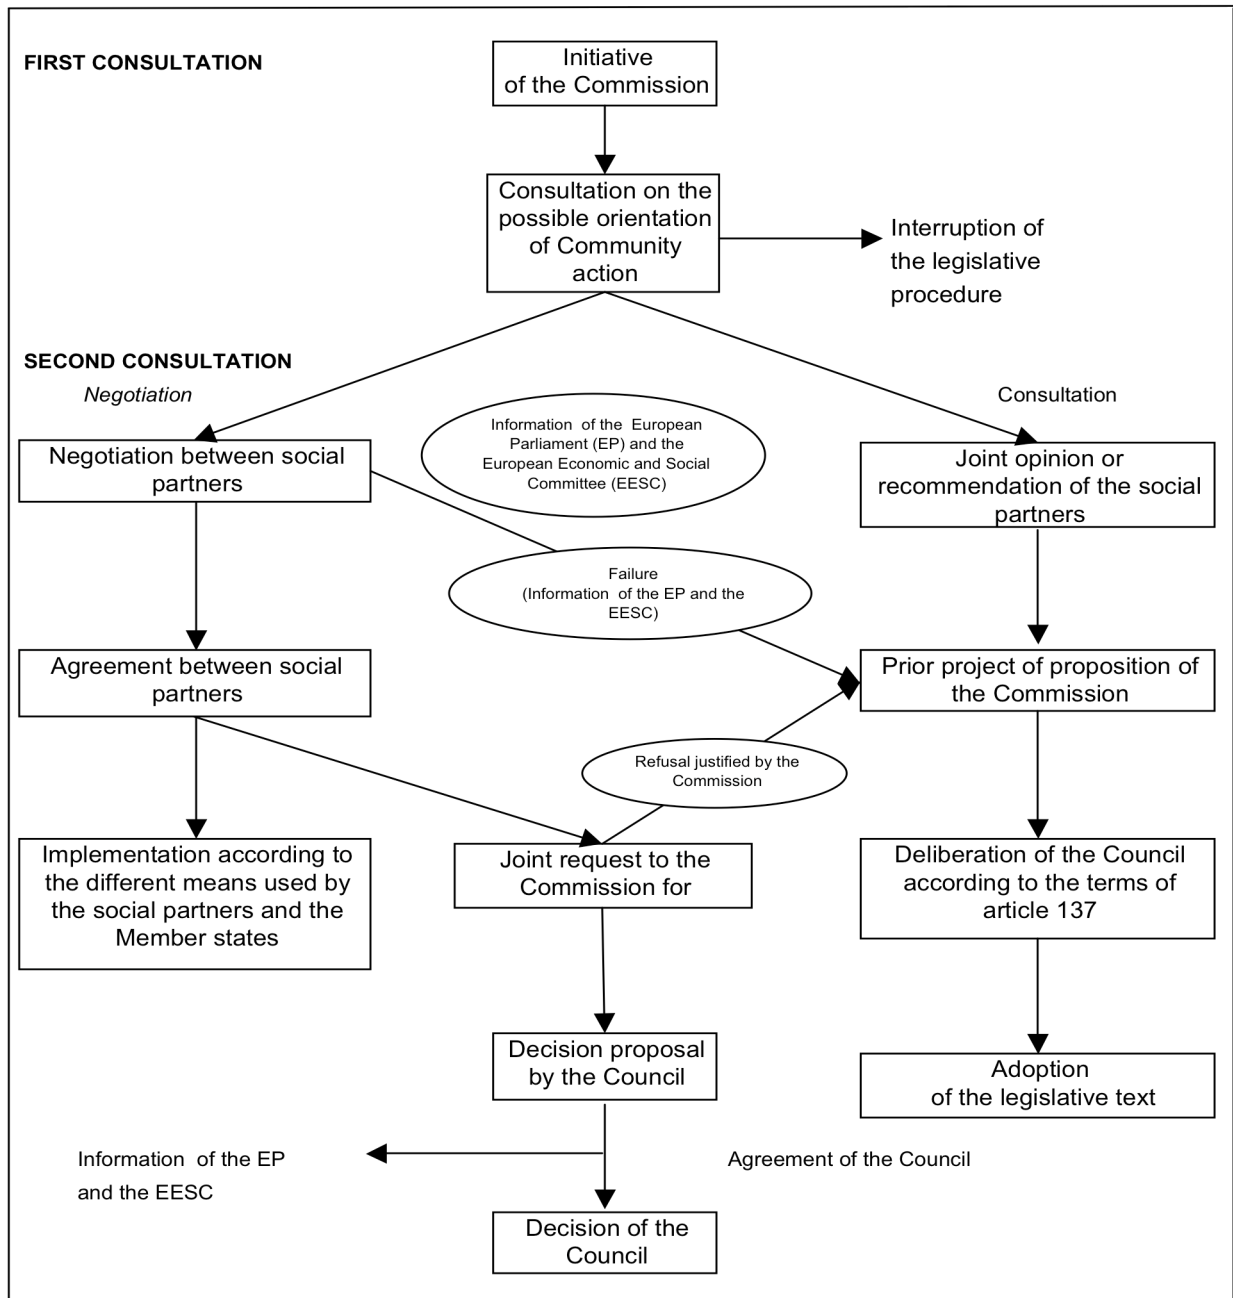 FIRST CONSULTATION
Initiative
of the Commission
Consultation on the
possible orientation
of Community
action
Interruption of
the legislative
procedure
SECOND CONSULTATION
Negotiation
Consultation
Information of the European
Parliament (EP) and the
European Economic and Social
Committee (EESC)
Negotiation between social
partners
Joint opinion or
recommendation of the social
partners
Failure
(Information of the EP and the
EESC)
Agreement between social
partners
Prior project of proposition of
the Commission
Refusal justified by the
Commission
Implementation according to
the different means used by
the social partners and the
Member states
Joint request to the
Commission for
Deliberation of the Council
according to the terms of
article 137
Decision proposal
by the Council
Adoption
of the legislative text
Information of the EP
and the EESC
Agreement of the Council
Decision of the
Council